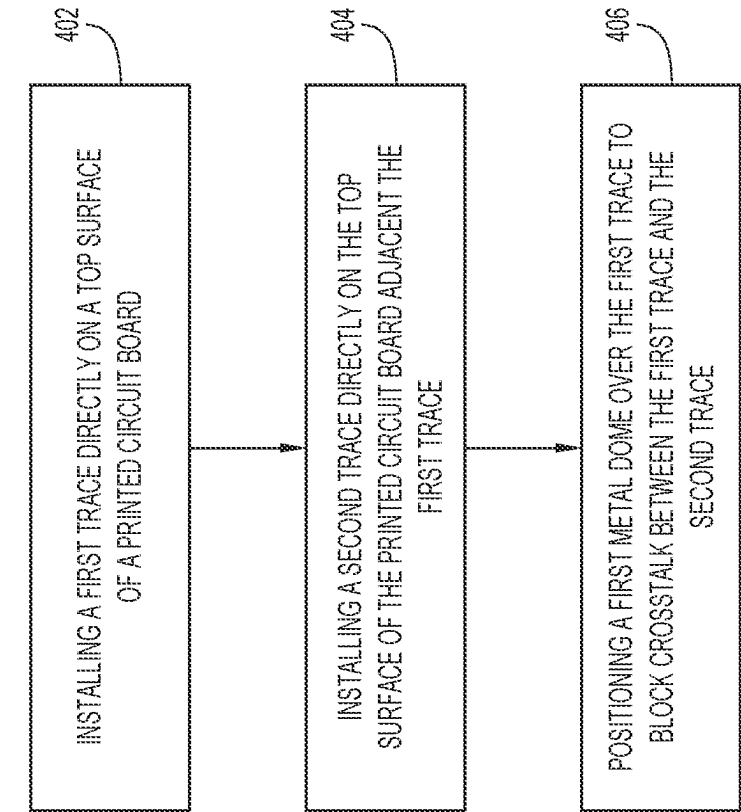 402
INSTALLING A FIRST TRACE DIRECTLY ON A TOP SURFACE
OF A PRINTED CIRCUIT BOARD
404
INSTALLING A SECOND TRACE DIRECTLY ON THE TOP
SURFACE OF THE PRINTED CIRCUIT BOARD ADJACENT THE
FIRST TRACE
406
POSITIONING A FIRST METAL DOME OVER THE FIRST TRACE TO
BLOCK CROSSTALK BETWEEN THE FIRST TRACE AND THE
SECOND TRACE